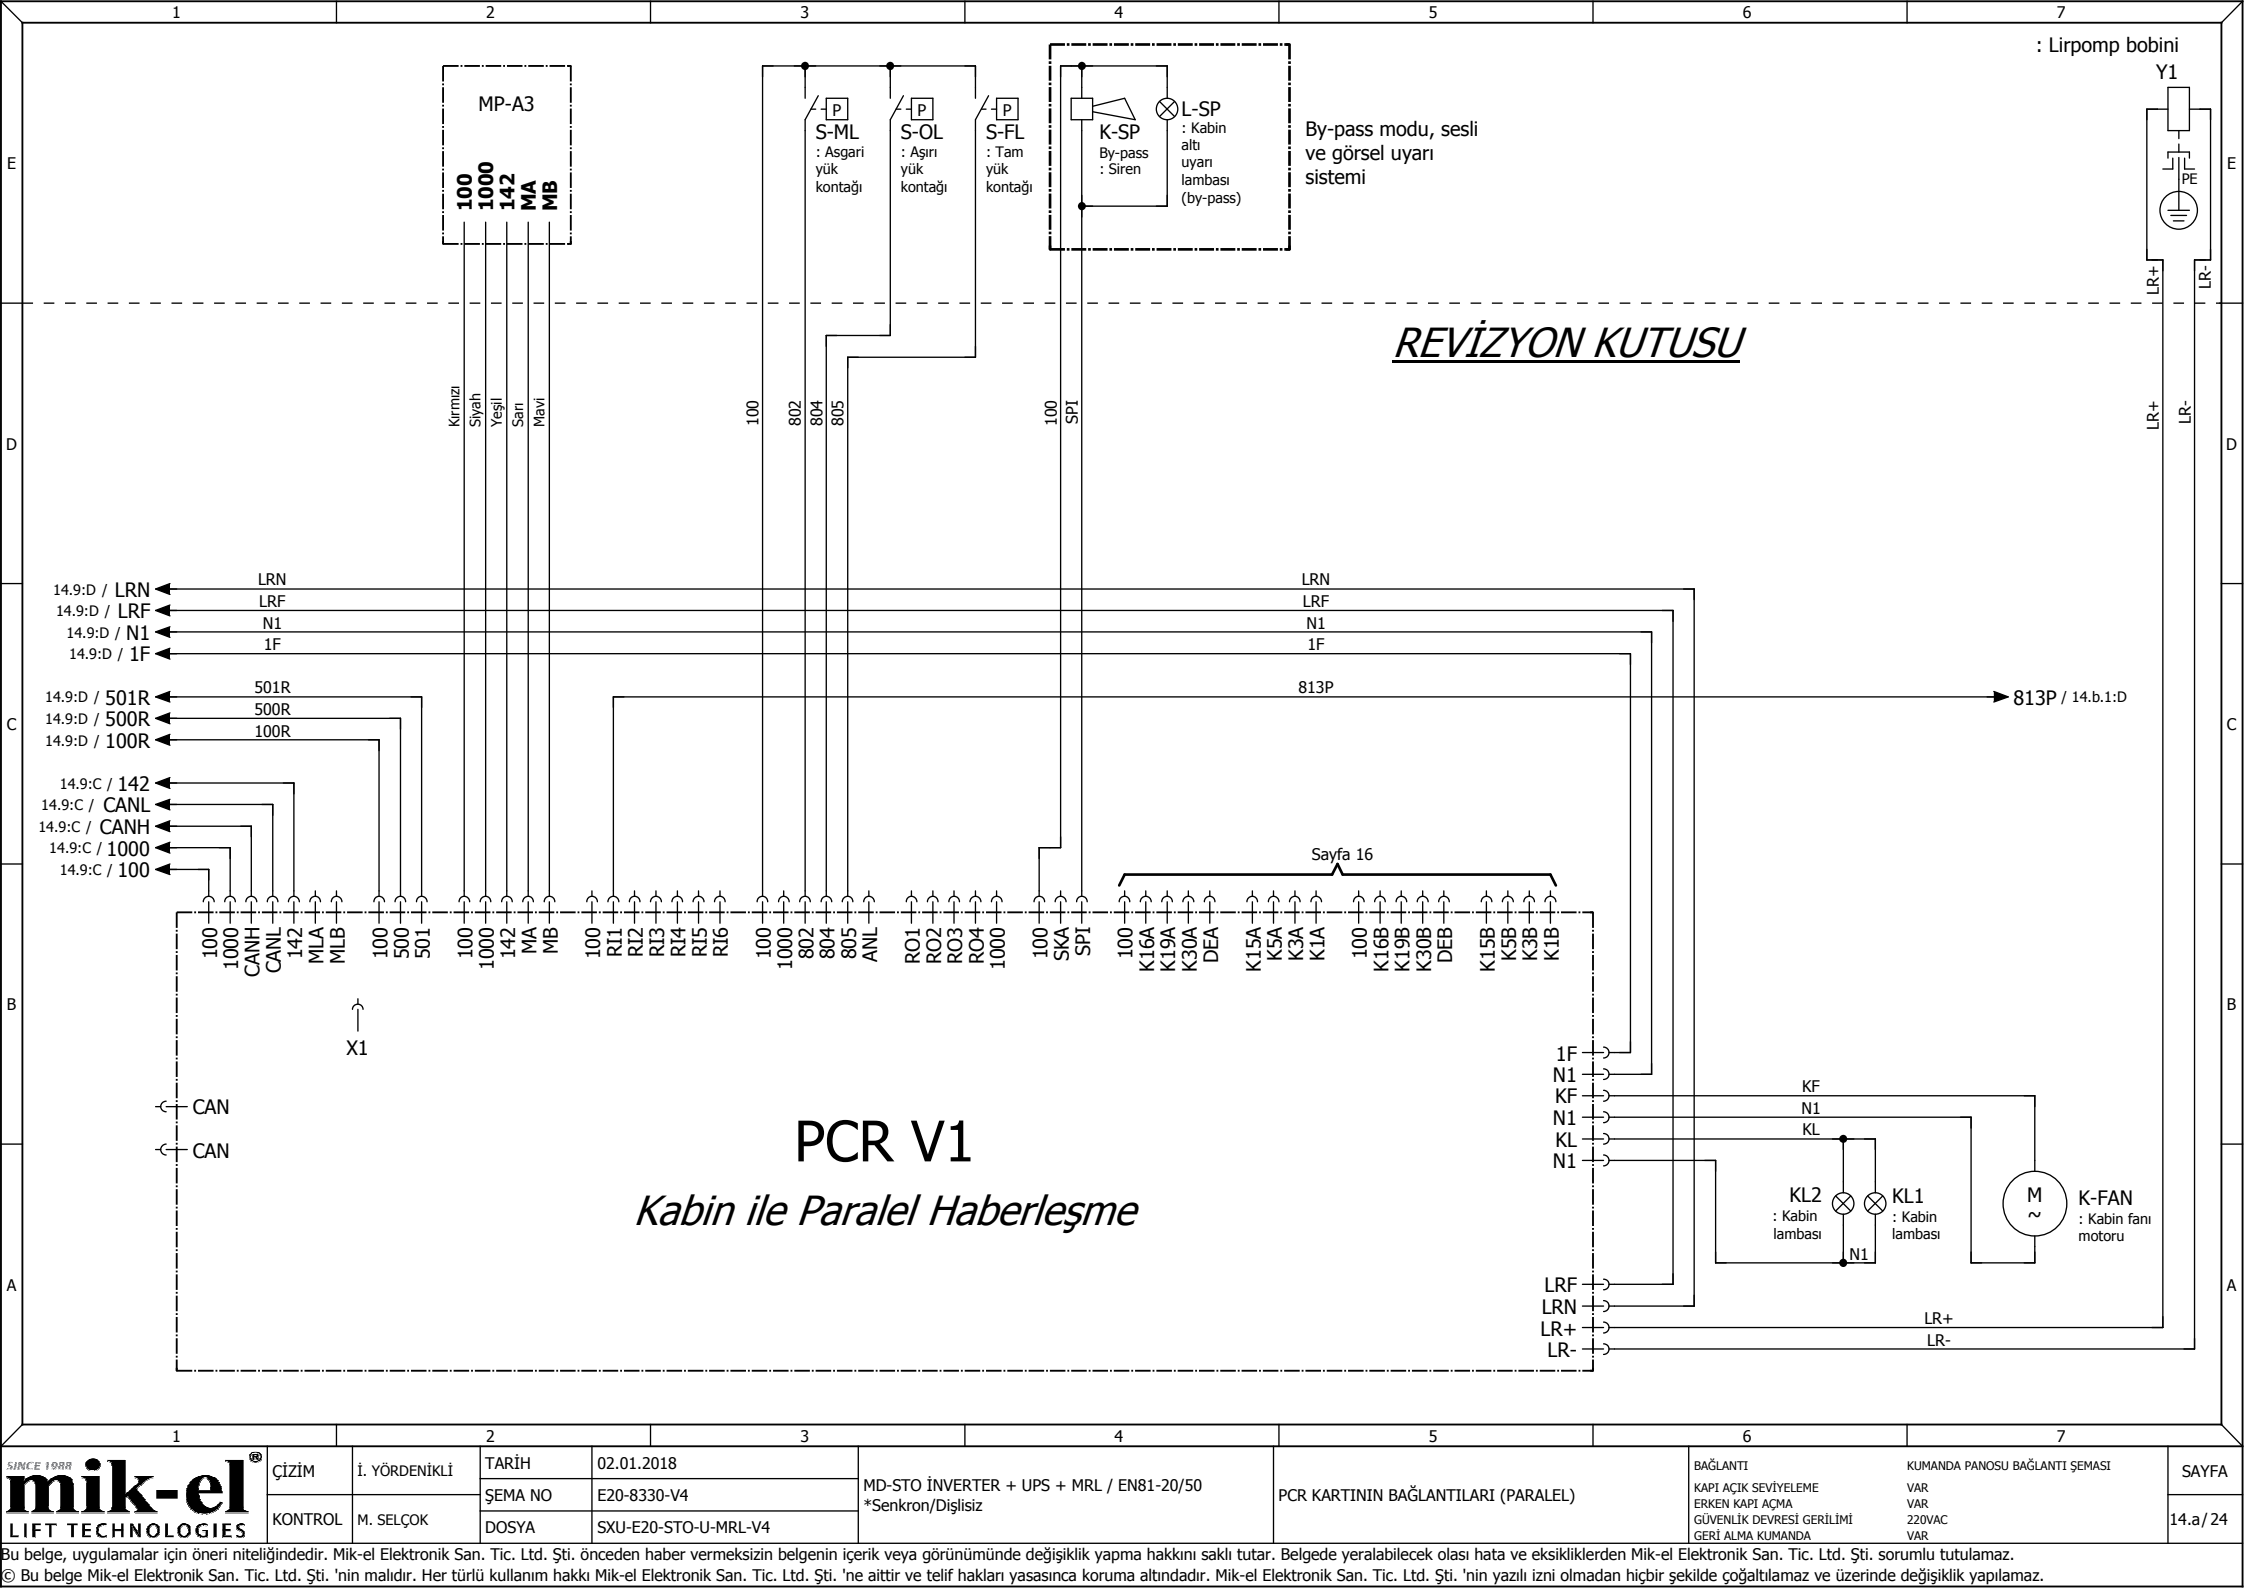 1 2 3 4 5 6 7
: Lirpomp bobini
Y1
MP-A3
100
1000
142
MA
MB
P
S-ML
: Asgari
yük
kontağı
P
S-OL
: Aşırı
yük
kontağı
P
S-FL
: Tam
yük
kontağı
K-SP
By-pass
: Siren
L-SP
: Kabin
altı
uyarı
lambası
(by-pass)
By-pass modu, sesli
ve görsel uyarı
sistemi
PE
LR+
LR-
E
E
REVİZYON KUTUSU
Kırmızı
Siyah
Yeşil
Sarı
Mavi
100
802
804
805
100
SPI
LR+
LR-
D
D
14.9:D / LRN
LRN
LRN
14.9:D / LRF
LRF
LRF
14.9:D / N1
N1
N1
14.9:D / 1F
1F
1F
14.9:D / 501R
501R
813P
813P / 14.b.1:D
14.9:D / 500R
500R
14.9:D / 100R
100R
C
C
14.9:C / 142
14.9:C / CANL
14.9:C / CANH
14.9:C / 1000
14.9:C / 100
Sayfa 16
100
1000
CANH
CANL
142
MLA
MLB
100
500
501
100
1000
142
MA
MB
100
RI1
RI2
RI3
RI4
RI5
RI6
100
1000
802
804
805
ANL
RO1
RO2
RO3
RO4
1000
100
SKA
SPI
100
K16A
K19A
K30A
DEA
K15A
K5A
K3A
K1A
100
K16B
K19B
K30B
DEB
K15B
K5B
K3B
K1B
B
B
X1
CAN
CAN
PCR V1
Kabin ile Paralel Haberleşme
1F
N1
KF
N1
KL
N1
KF
N1
KL
KL2
: Kabin
lambası
KL1
: Kabin
lambası
N1
M
~
K-FAN
: Kabin fanı
motoru
A
A
LRF
LRN
LR+
LR-
LR+
LR-
1 2 3 4 5 6 7
SINCE 1988
mik-el®
LIFT TECHNOLOGIES
ÇİZİM
İ. YÖRDENİKLİ
KONTROL
M. SELÇOK
TARİH
02.01.2018
ŞEMA NO
E20-8330-V4
DOSYA
SXU-E20-STO-U-MRL-V4
MD-STO İNVERTER + UPS + MRL / EN81-20/50
*Senkron/Dişlisiz
PCR KARTININ BAĞLANTILARI (PARALEL)
BAĞLANTI KUMANDA PANOSU BAĞLANTI ŞEMASI
KAPI AÇIK SEVİYELEME VAR
ERKEN KAPI AÇMA VAR
GÜVENLİK DEVRESİ GERİLİMİ 220VAC
GERİ ALMA KUMANDA VAR
SAYFA
14.a/24
Bu belge, uygulamalar için öneri niteliğindedir. Mik-el Elektronik San. Tic. Ltd. Şti. önceden haber vermeksizin belgenin içerik veya görünümünde değişiklik yapma hakkını saklı tutar. Belgede yeralabilecek olası hata ve eksikliklerden Mik-el Elektronik San. Tic. Ltd. Şti. sorumlu tutulamaz.
© Bu belge Mik-el Elektronik San. Tic. Ltd. Şti. 'nin malıdır. Her türlü kullanım hakkı Mik-el Elektronik San. Tic. Ltd. Şti. 'ne aittir ve telif hakları yasasınca koruma altındadır. Mik-el Elektronik San. Tic. Ltd. Şti. 'nin yazılı izni olmadan hiçbir şekilde çoğaltılamaz ve üzerinde değişiklik yapılamaz.